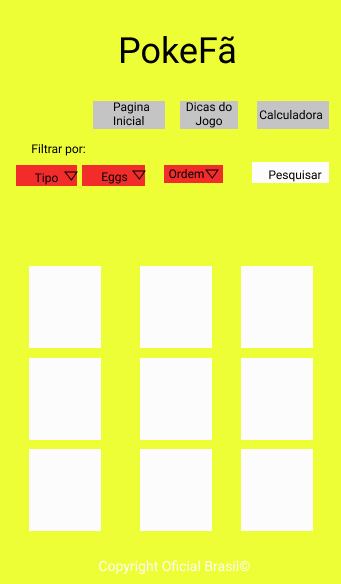 PokeFã
Pagina
Inicial
Dicas do
Jogo
Calculadora
Filtrar por:
Tipo
Eggs
Ordem
Pesquisar
Copyright Oficial Brasil©